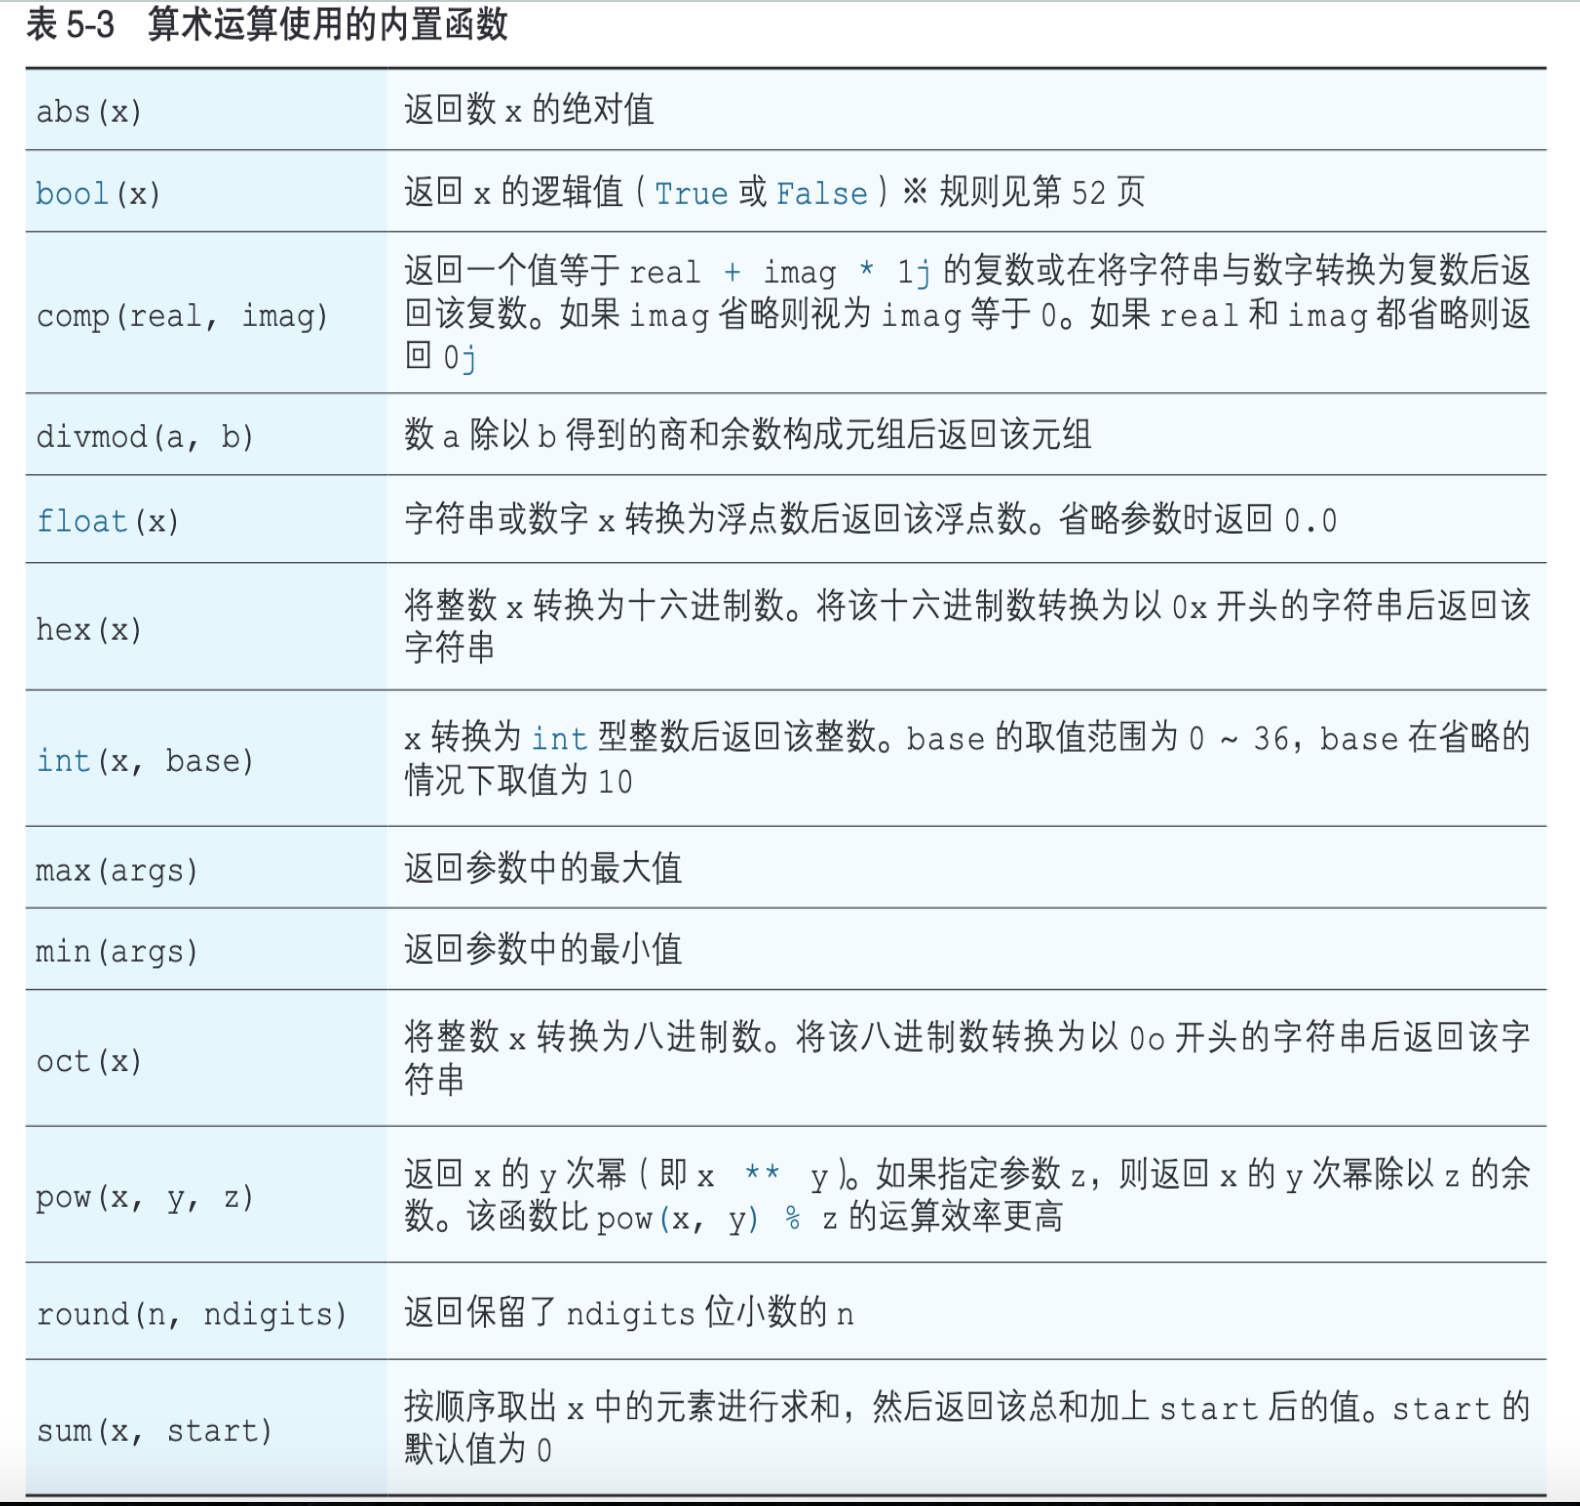 表 5-3 算术运算使用的内置函数
abs(x)
返回数 x 的绝对值
bool(x)
返回 x 的逻辑值（True 或 False）※ 规则见第 52 页
comp(real, imag)
返回一个值等于 real + imag * 1j 的复数或在将字符串与数字转换为复数后返
回该复数。如果 imag 省略则视为 imag 等于 0。如果 real 和 imag 都省略则返
回 0j
divmod(a, b)
数 a 除以 b 得到的商和余数构成元组后返回该元组
float(x)
字符串或数字 x 转换为浮点数后返回该浮点数。省略参数时返回 0.0
hex(x)
将整数 x 转换为十六进制数。将该十六进制数转换为以 0x 开头的字符串后返回该
字符串
int(x, base)
x 转换为 int 型整数后返回该整数。base 的取值范围为 0 ~ 36，base 在省略的
情况下取值为 10
max(args)
返回参数中的最大值
min(args)
返回参数中的最小值
oct(x)
将整数 x 转换为八进制数。将该八进制数转换为以 0o 开头的字符串后返回该字
符串
pow(x, y, z)
返回 x 的 y 次幂（即 x ** y）。如果指定参数 z，则返回 x 的 y 次幂除以 z 的余
数。该函数比 pow(x, y) % z 的运算效率更高
round(n, ndigits)
返回保留了 ndigits 位小数的 n
sum(x, start)
按顺序取出 x 中的元素进行求和，然后返回该总和加上 start 后的值。start 的
默认值为 0